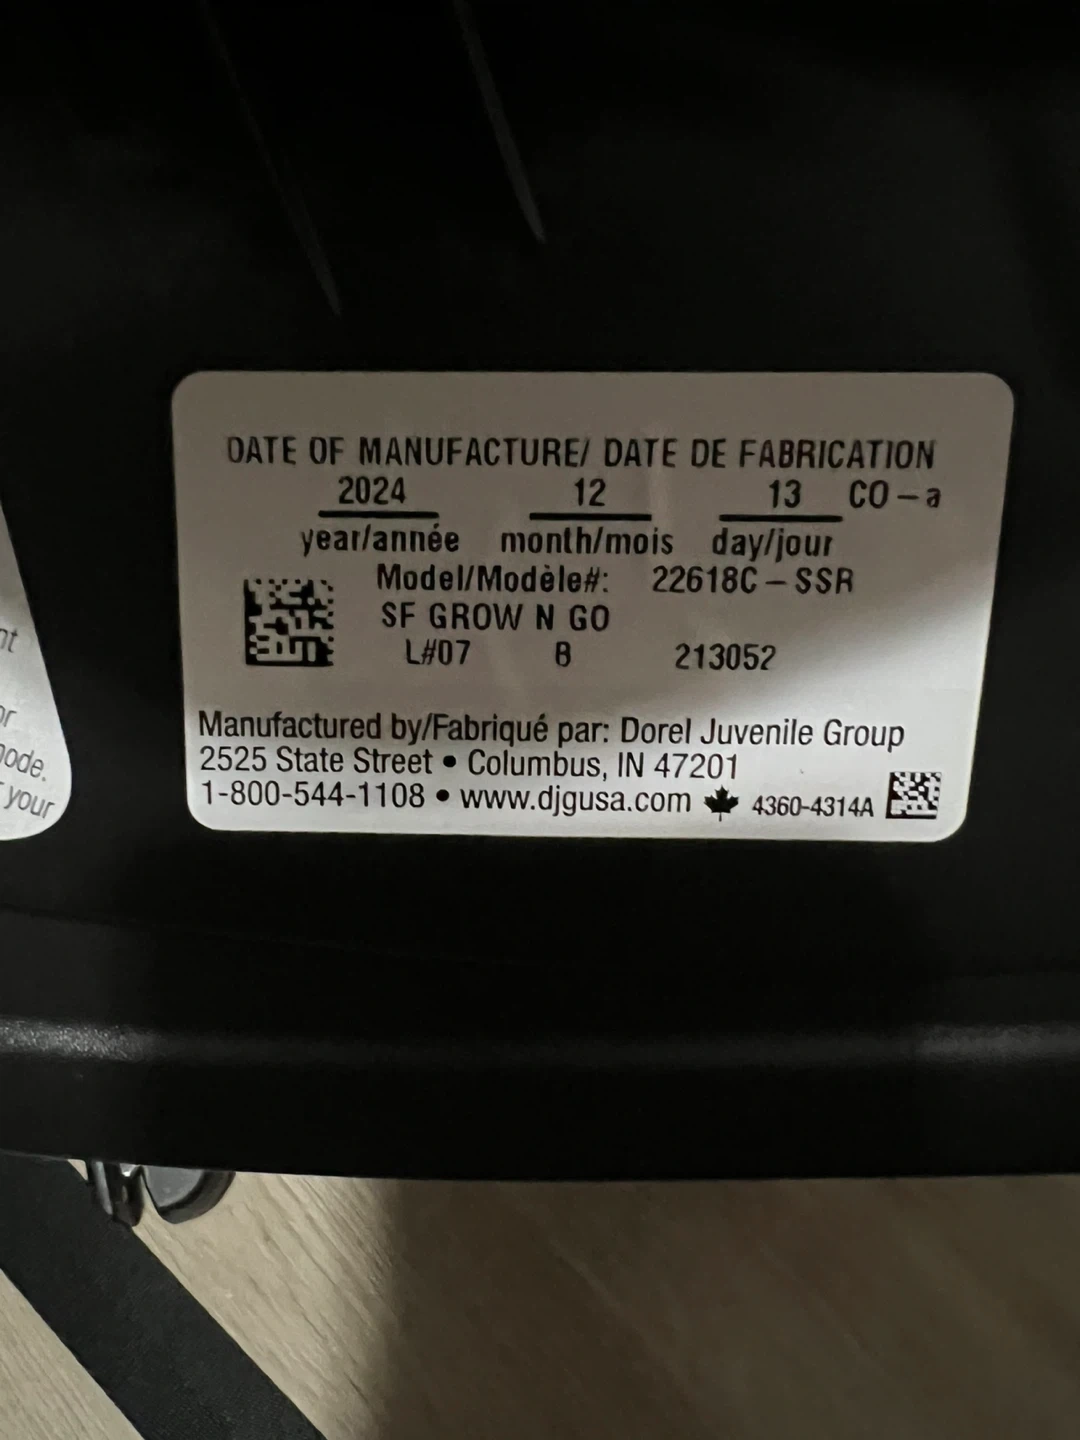 DATE OF MANUFACTURE/ DATE DE FABRICATION
2024 12 13 CO – a
year/année month/mois day/jour
Model/Modèle#: 22618C – SSR
SF GROW N GO
L#07 B 213052
Manufactured by/Fabriqué par: Dorel Juvenile Group
2525 State Street • Columbus, IN 47201
1-800-544-1108 • www.djgusa.com 4360-4314A
your